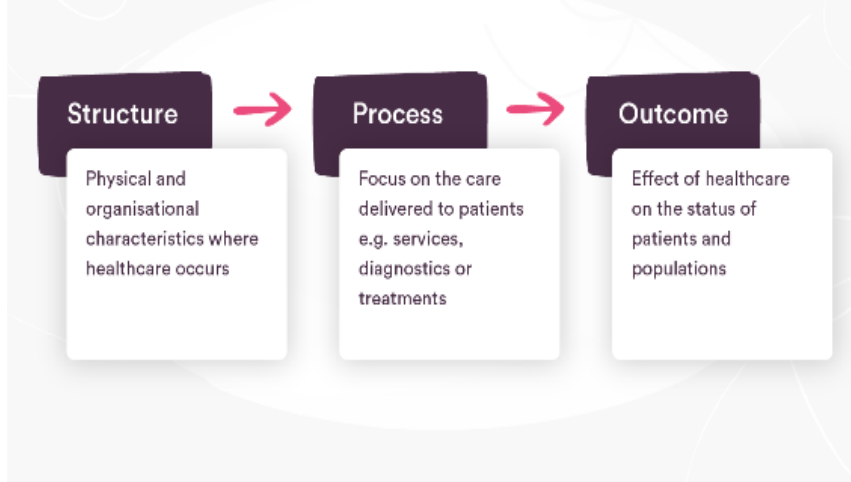 Structure
Physical and
organisational
characteristics where
healthcare occurs
Process
Focus on the care
delivered to patients
e.g. services,
diagnostics or
treatments
Outcome
Effect of healthcare
on the status of
patients and
populations